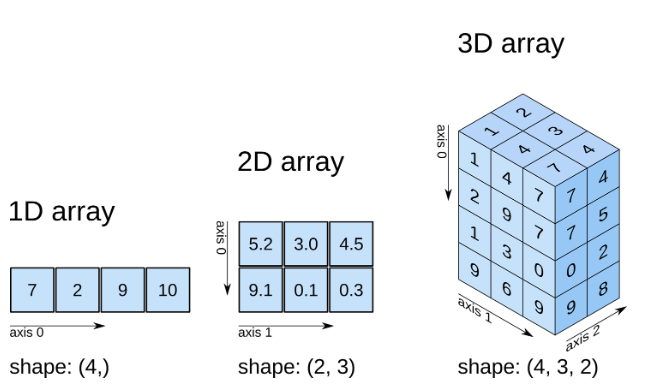 1D array
7 2 9 10
axis 0
shape: (4,)
2D array
axis 0
5.2 3.0 4.5
9.1 0.1 0.3
axis 1
shape: (2, 3)
3D array
axis 0
2
1 3
4 4
7
1 4 7
2 9 7
1 3 0
9 6 9
7 4
7 5
0 2
9 8
axis 1
axis 2
shape: (4, 3, 2)